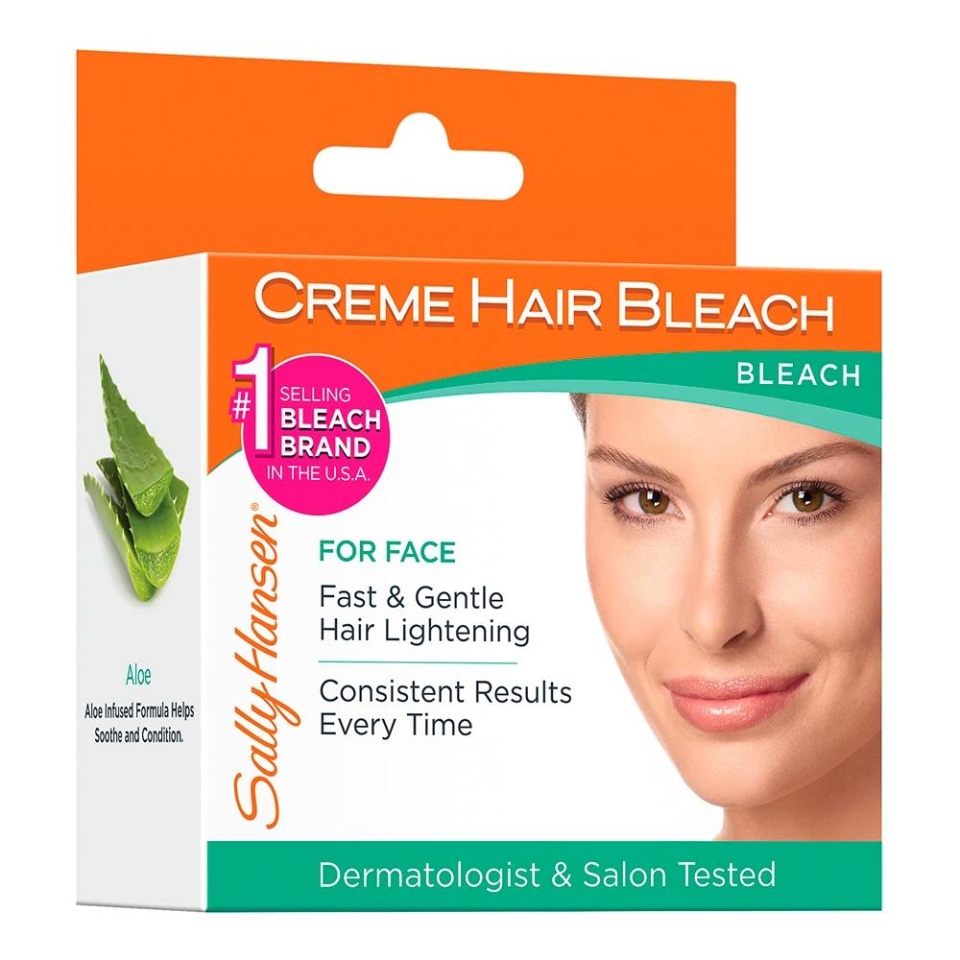 CREME HAIR BLEACH
BLEACH
#1
SELLING
BLEACH
BRAND
IN THE U.S.A.
Sally Hansen®
FOR FACE
Fast & Gentle
Hair Lightening
Consistent Results
Every Time
Dermatologist & Salon Tested
Aloe
Aloe Infused Formula Helps
Soothe and Condition.